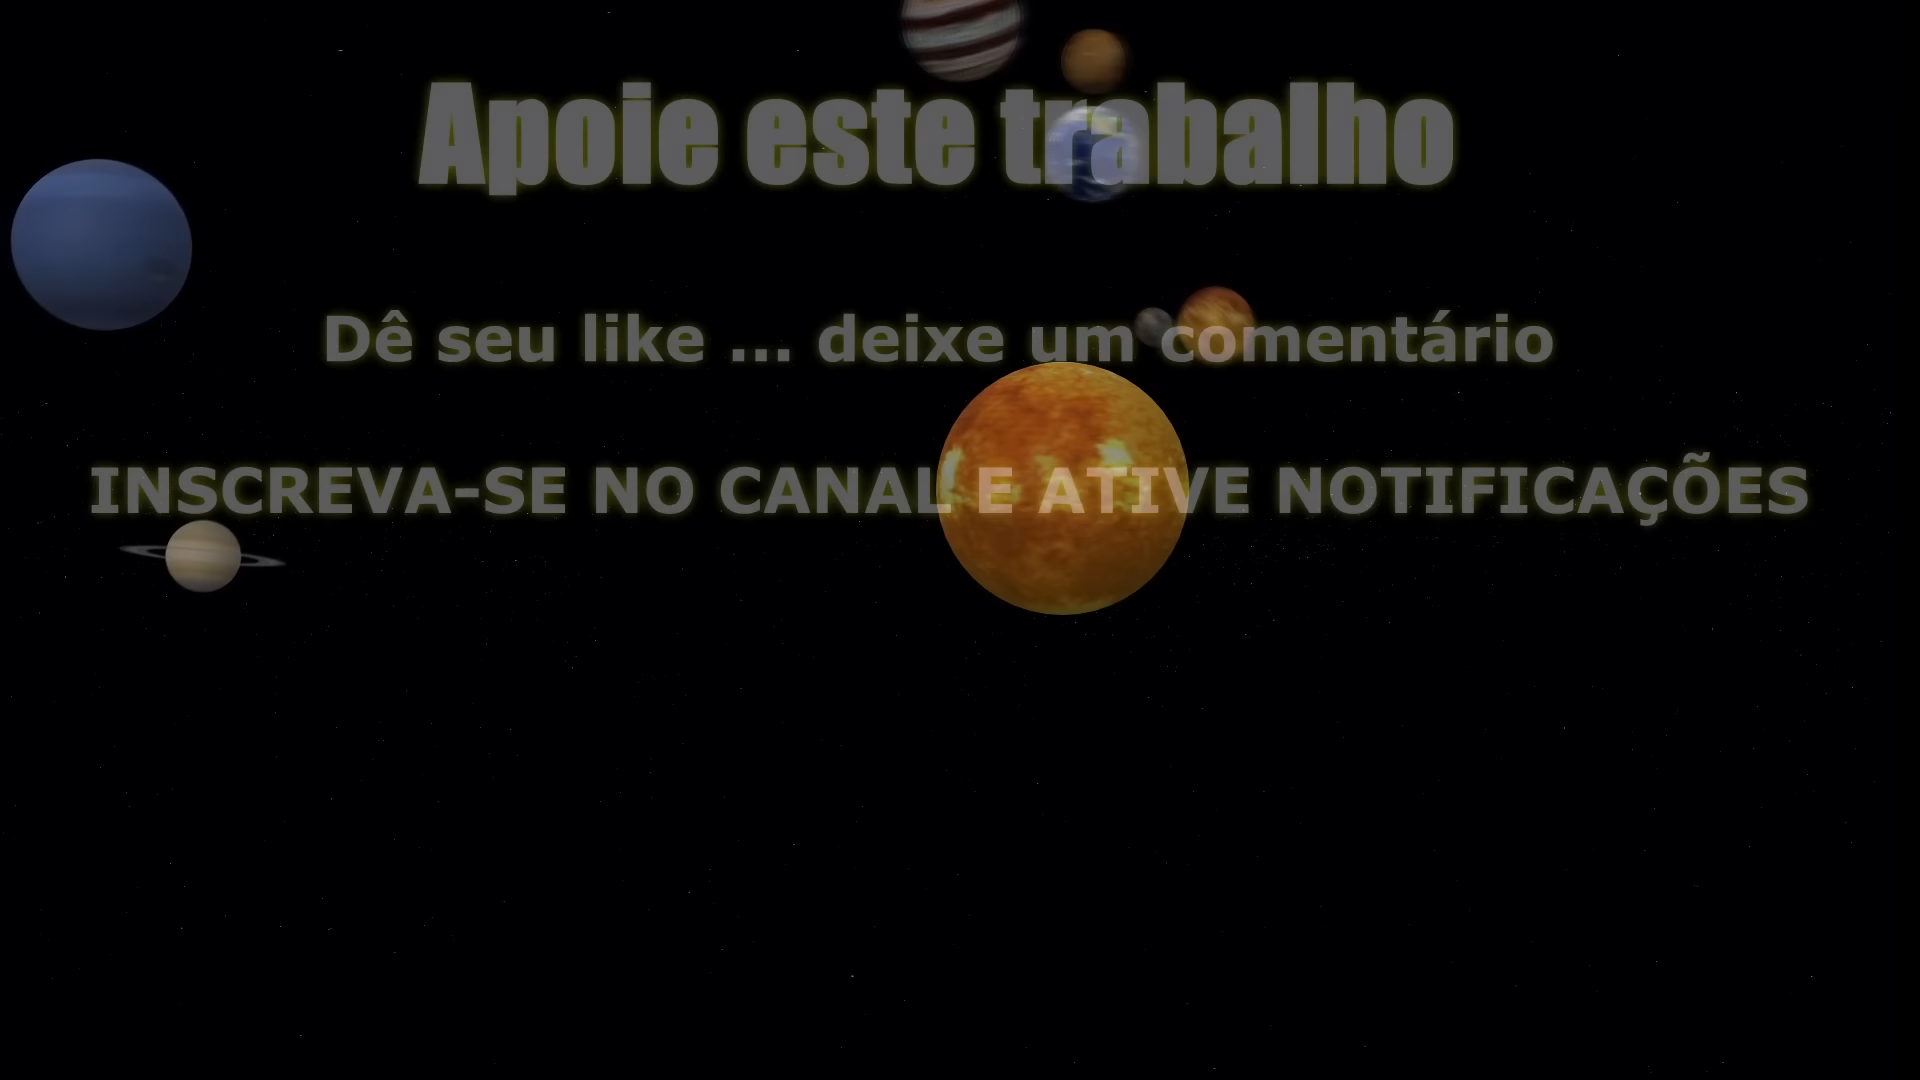 Apoie este trabalho
Dê seu like ... deixe um comentário
INSCREVA-SE NO CANAL E ATIVE NOTIFICAÇÕES